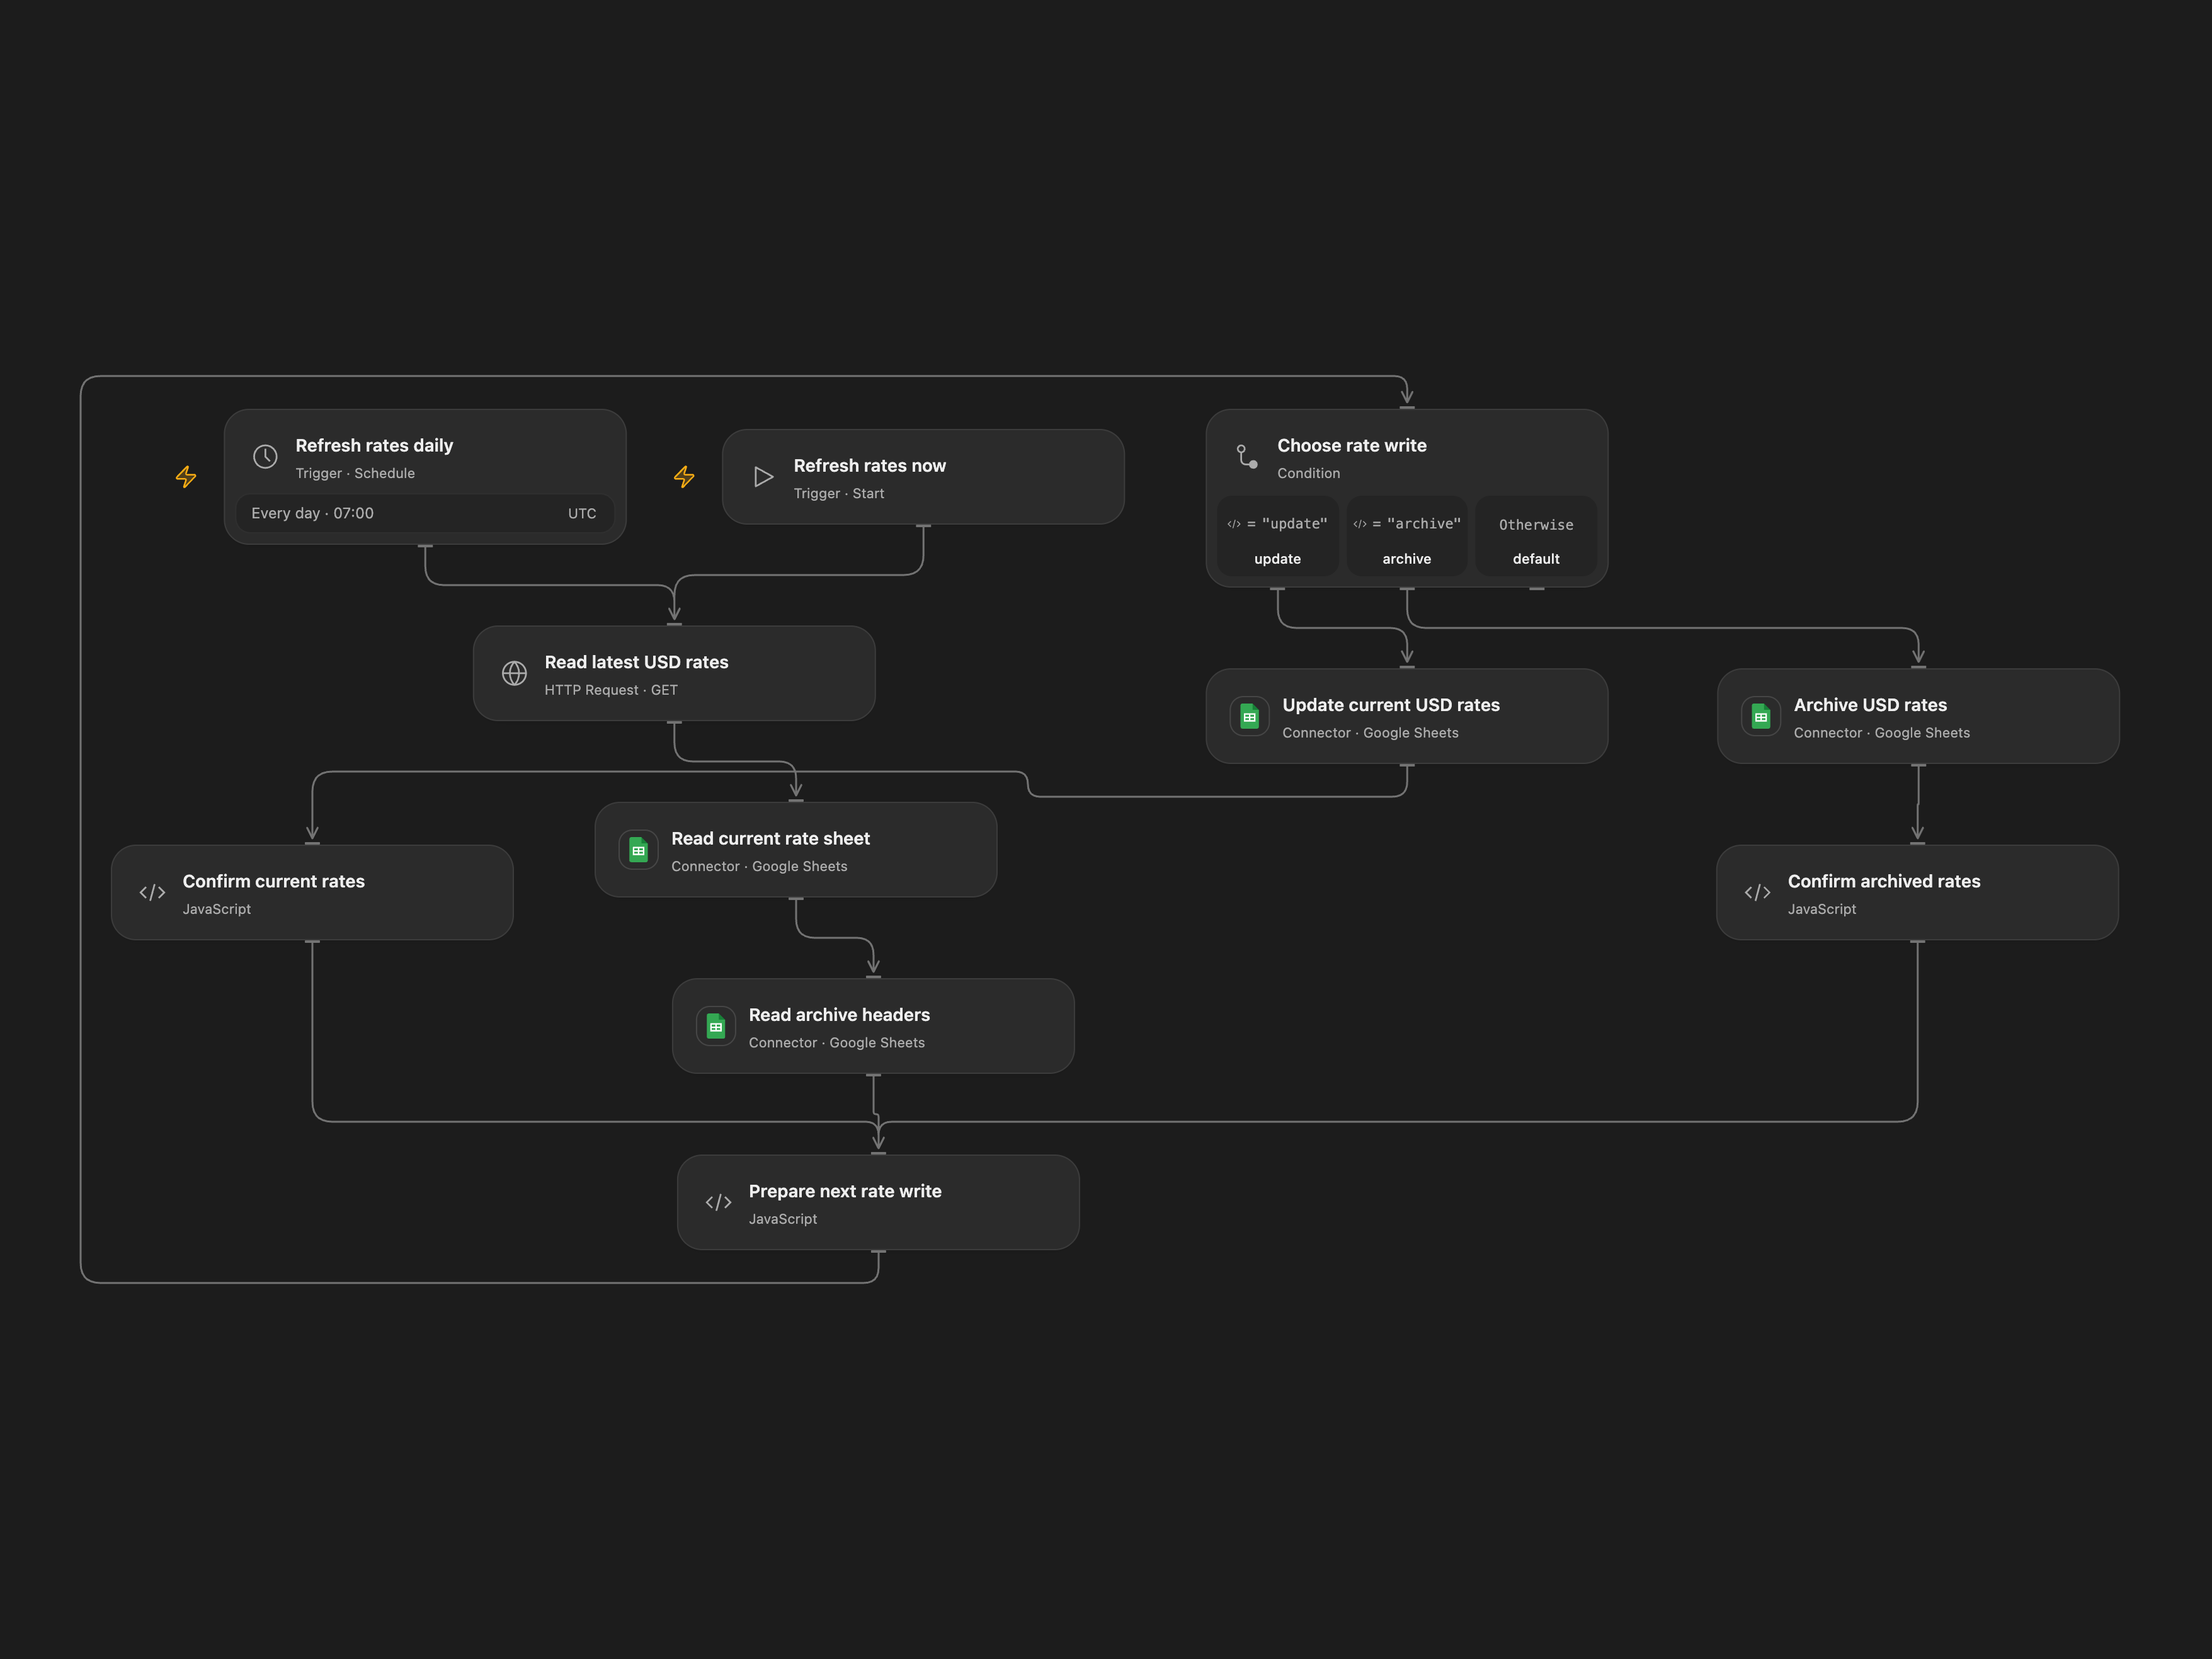 Refresh rates daily
Trigger · Schedule
Every day · 07:00 UTC
Refresh rates now
Trigger · Start
Choose rate write
Condition
</> = "update"
update
</> = "archive"
archive
Otherwise
default
Read latest USD rates
HTTP Request · GET
Update current USD rates
Connector · Google Sheets
Archive USD rates
Connector · Google Sheets
Read current rate sheet
Connector · Google Sheets
Confirm current rates
JavaScript
Confirm archived rates
JavaScript
Read archive headers
Connector · Google Sheets
Prepare next rate write
JavaScript